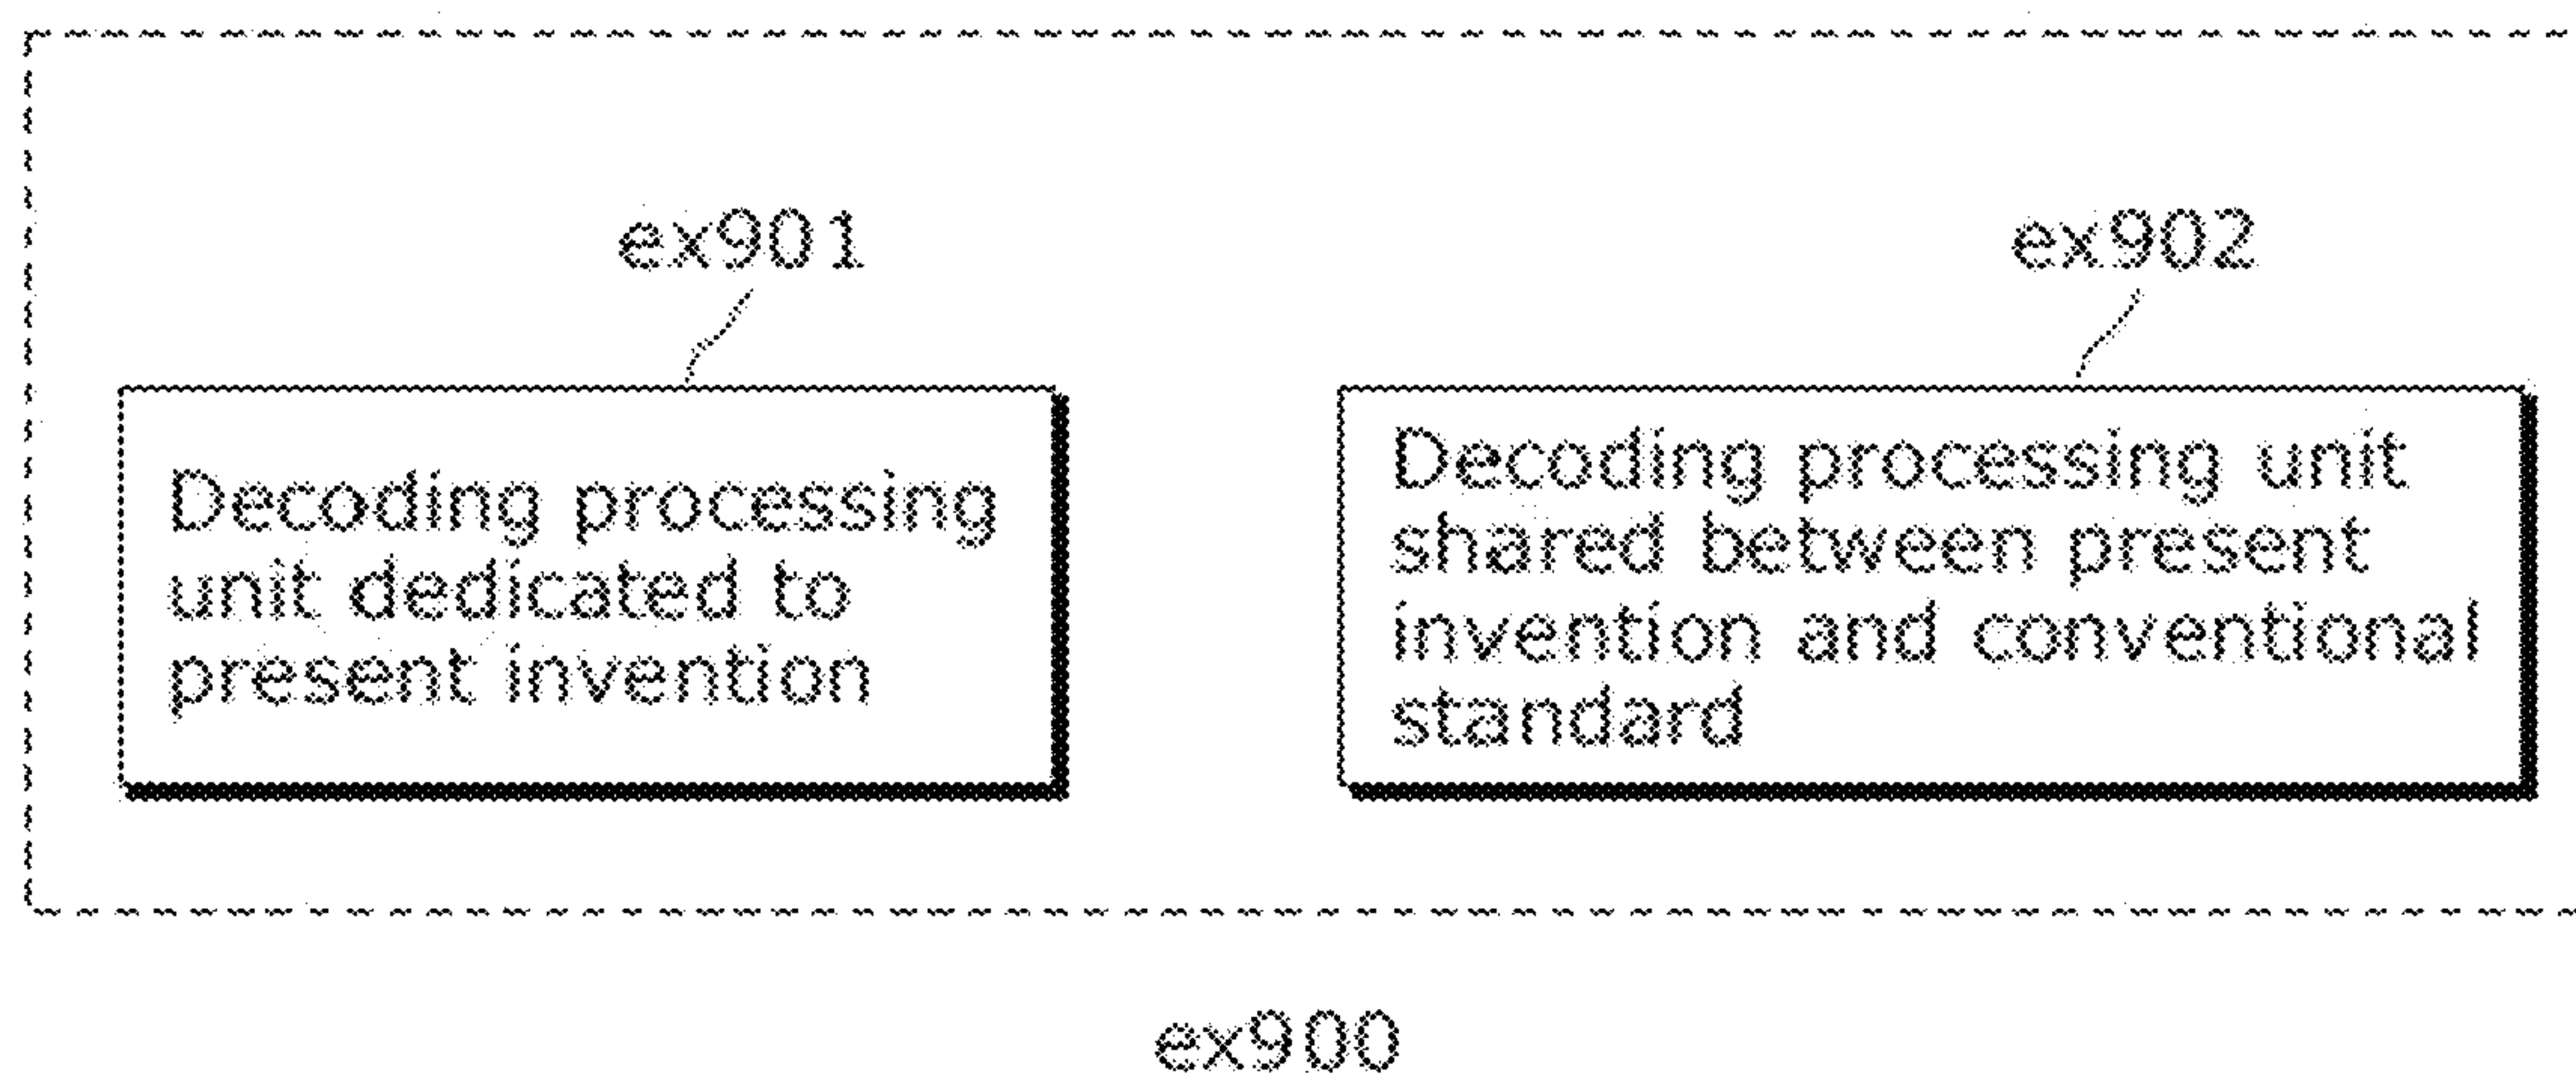 ex901
ex902
Decoding processing
unit dedicated to
present invention
Decoding processing unit
shared between present
invention and conventional
standard
ex900